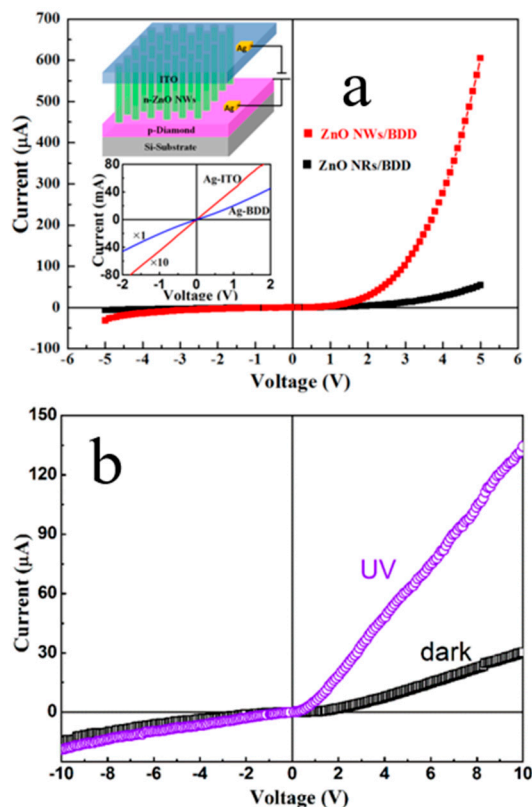 700
600
500
400
300
200
100
0
-100
Current (μA)
a
ITO
n-ZnO NWs
p-Diamond
Si-Substrate
Ag
Ag
ZnO NWs/BDD
ZnO NRs/BDD
80
40
0
-40
-80
Current (mA)
Ag-ITO
Ag-BDD
×1
×10
-2 -1 0 1 2
Voltage (V)
-6 -5 -4 -3 -2 -1 0 1 2 3 4 5 6
Voltage (V)
150
120
90
60
30
0
Current (μA)
b
UV
dark
-10 -8 -6 -4 -2 0 2 4 6 8 10
Voltage (V)